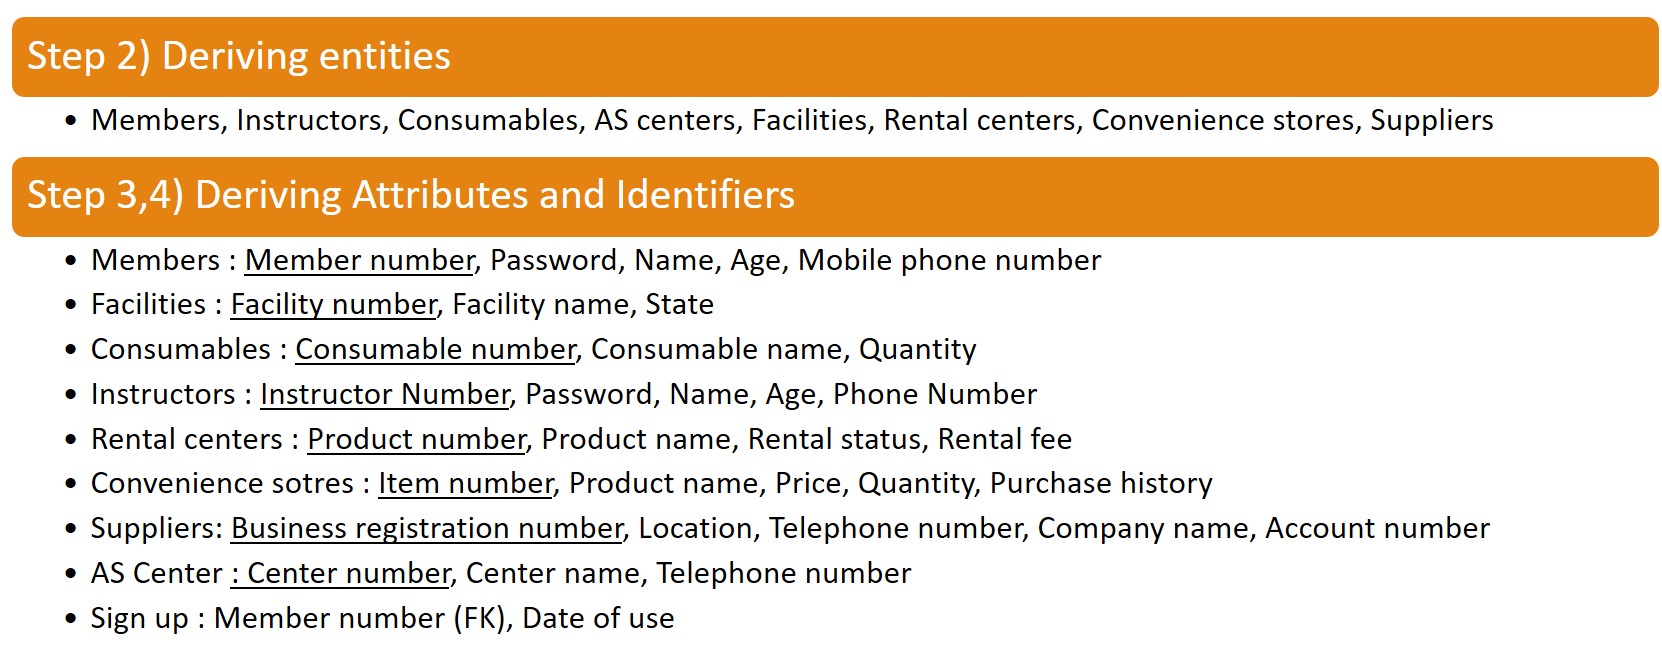 Step 2) Deriving entities
• Members, Instructors, Consumables, AS centers, Facilities, Rental centers, Convenience stores, Suppliers
Step 3,4) Deriving Attributes and Identifiers
• Members : Member number, Password, Name, Age, Mobile phone number
• Facilities : Facility number, Facility name, State
• Consumables : Consumable number, Consumable name, Quantity
• Instructors : Instructor Number, Password, Name, Age, Phone Number
• Rental centers : Product number, Product name, Rental status, Rental fee
• Convenience sotres : Item number, Product name, Price, Quantity, Purchase history
• Suppliers: Business registration number, Location, Telephone number, Company name, Account number
• AS Center : Center number, Center name, Telephone number
• Sign up : Member number (FK), Date of use